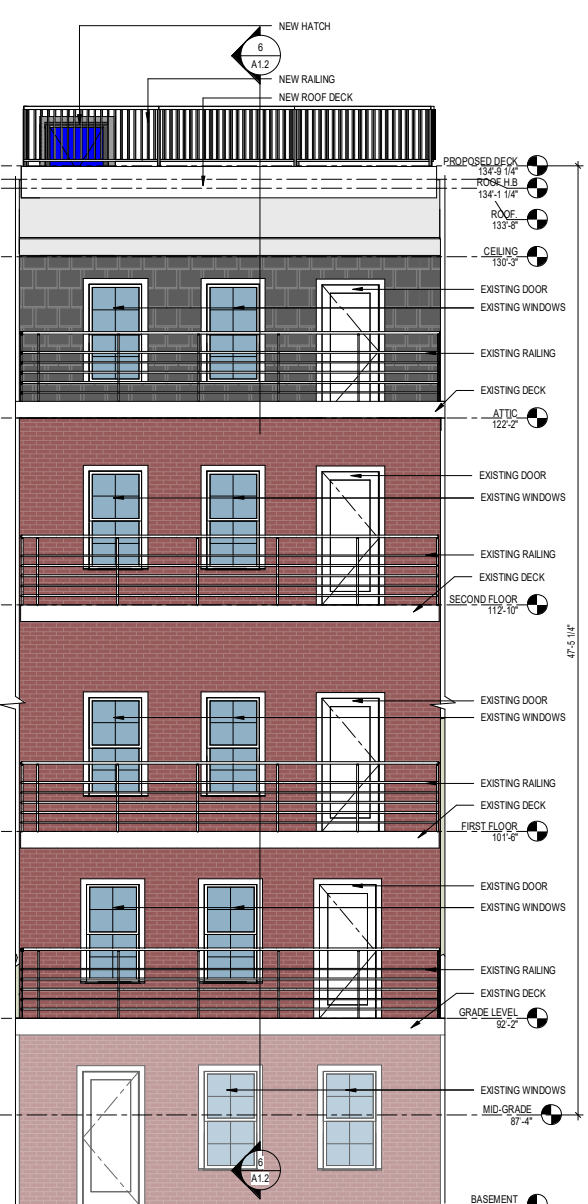 NEW HATCH
6
A1.2
NEW RAILING
NEW ROOF DECK
PROPOSED DECK
134'-9 1/4"
ROOF H.B
134'-1 1/4"
ROOF.
133'-8"
CEILING
130'-3"
EXISTING DOOR
EXISTING WINDOWS
EXISTING RAILING
EXISTING DECK
ATTIC
122'-2"
EXISTING DOOR
EXISTING WINDOWS
EXISTING RAILING
EXISTING DECK
SECOND FLOOR
112'-10"
47'-5 1/4"
EXISTING DOOR
EXISTING WINDOWS
EXISTING RAILING
EXISTING DECK
FIRST FLOOR
101'-6"
EXISTING DOOR
EXISTING WINDOWS
EXISTING RAILING
EXISTING DECK
GRADE LEVEL
92'-2"
EXISTING WINDOWS
MID-GRADE
87'-4"
6
A1.2
BASEMENT